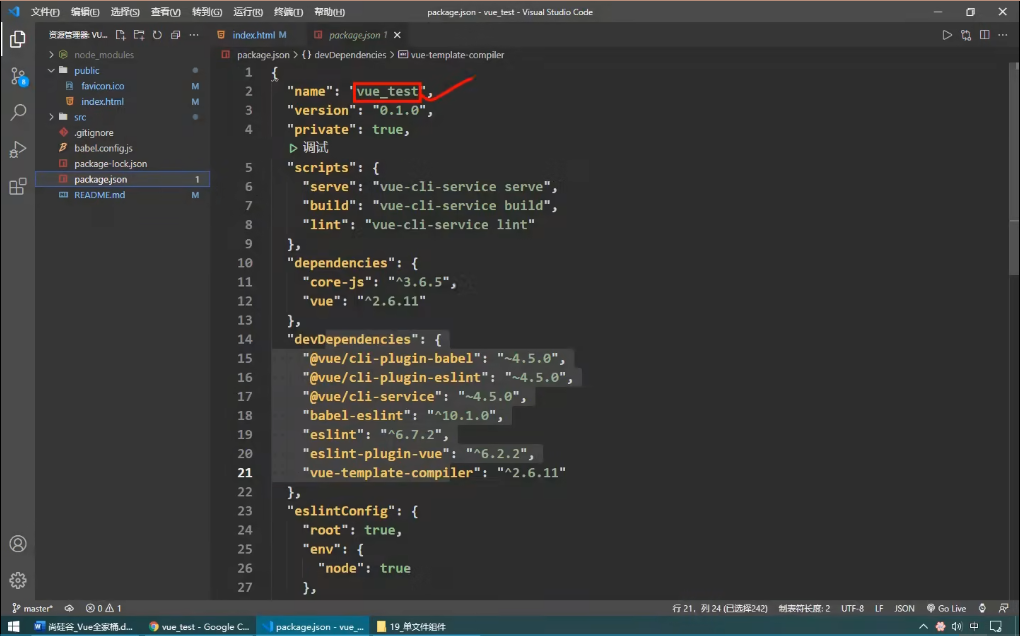 文件(F) 编辑(E) 选择(S) 查看(V) 转到(G) 运行(R) 终端(T) 帮助(H) package.json - vue_test - Visual Studio Code
资源管理器: VU... index.html M package.json 1
package.json > {} devDependencies > vue-template-compiler
node_modules
public
favicon.ico M
index.html M
src
.gitignore
babel.config.js
package-lock.json
package.json 1
README.md M
8
1 {
2 "name": "vue_test",
3 "version": "0.1.0",
4 "private": true,
调试
5 "scripts": {
6 "serve": "vue-cli-service serve",
7 "build": "vue-cli-service build",
8 "lint": "vue-cli-service lint"
9 },
10 "dependencies": {
11 "core-js": "^3.6.5",
12 "vue": "^2.6.11"
13 },
14 "devDependencies": {
15 "@vue/cli-plugin-babel": "~4.5.0",
16 "@vue/cli-plugin-eslint": "~4.5.0",
17 "@vue/cli-service": "~4.5.0",
18 "babel-eslint": "^10.1.0",
19 "eslint": "^6.7.2",
20 "eslint-plugin-vue": "^6.2.2",
21 "vue-template-compiler": "^2.6.11"
22 },
23 "eslintConfig": {
24 "root": true,
25 "env": {
26 "node": true
27 },
master* 0 1 行 21，列 24 (已选择242) 制表符长度: 2 UTF-8 LF JSON Go Live
尚硅谷_Vue全家桶.d... vue_test - Google C... package.json - vue_... 19_单文件组件 中